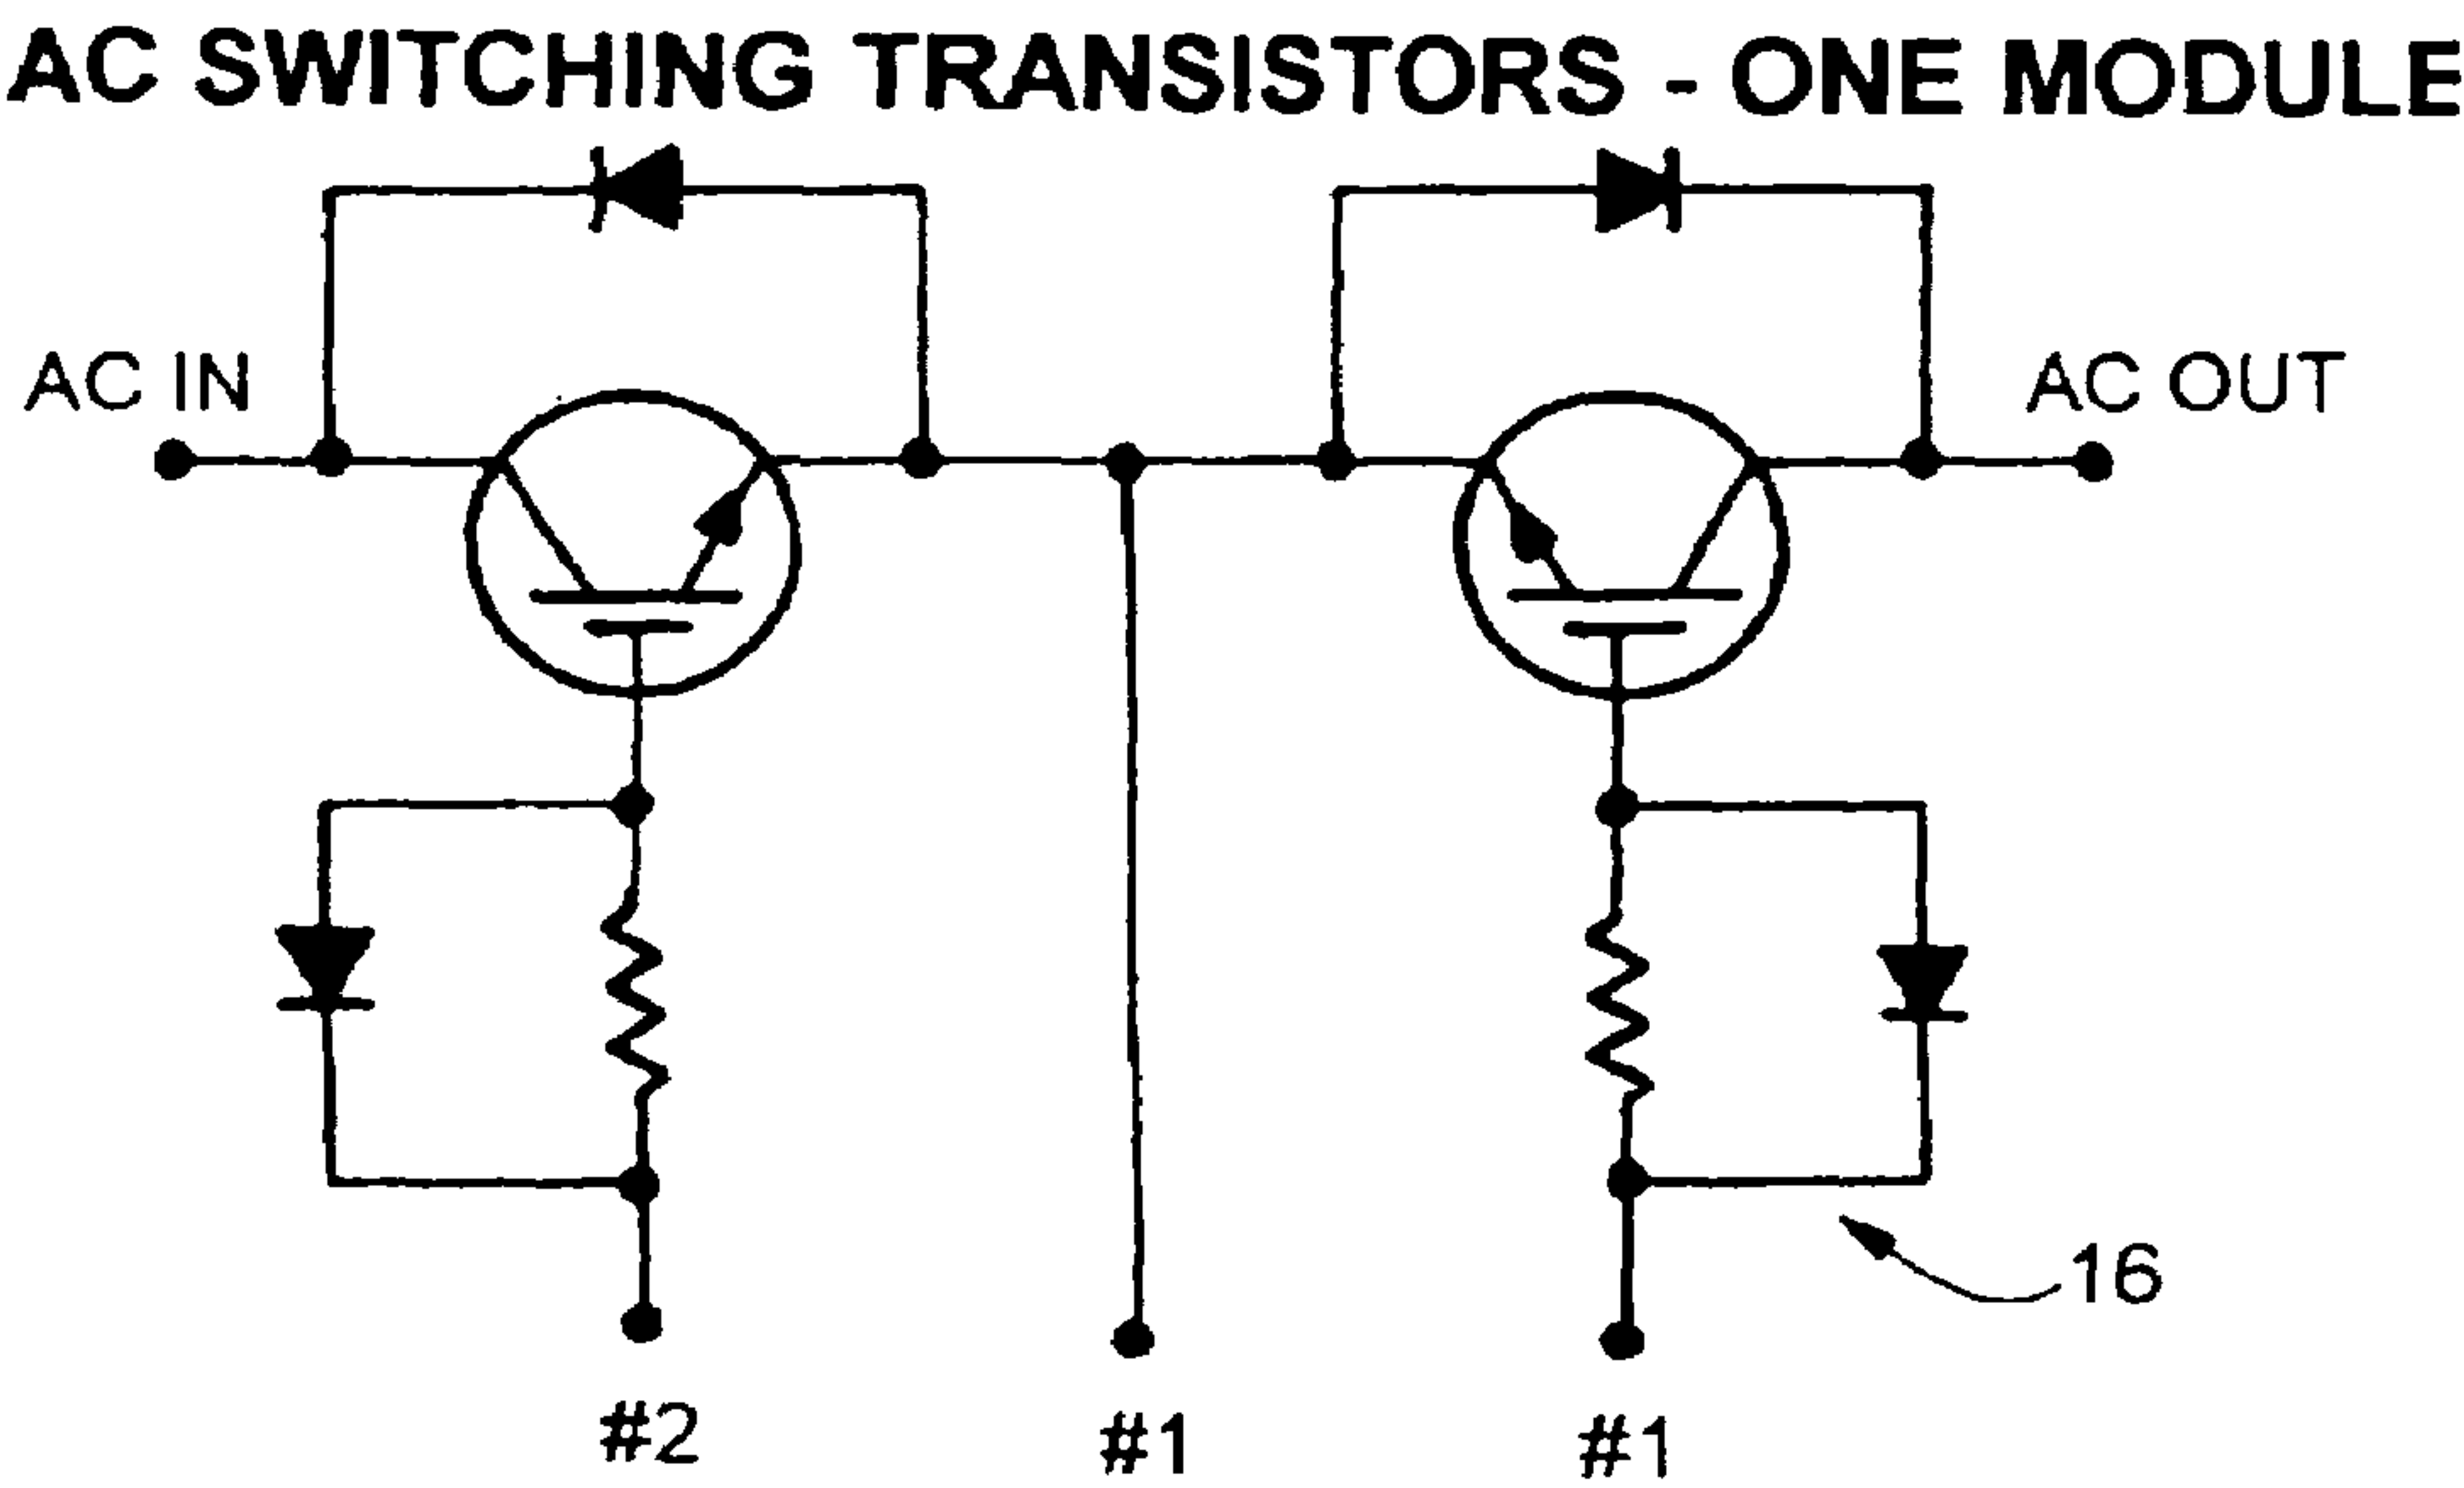 AC SWITCHING TRANSISTORS - ONE MODULE
AC IN
AC OUT
16
#2
#1
#1